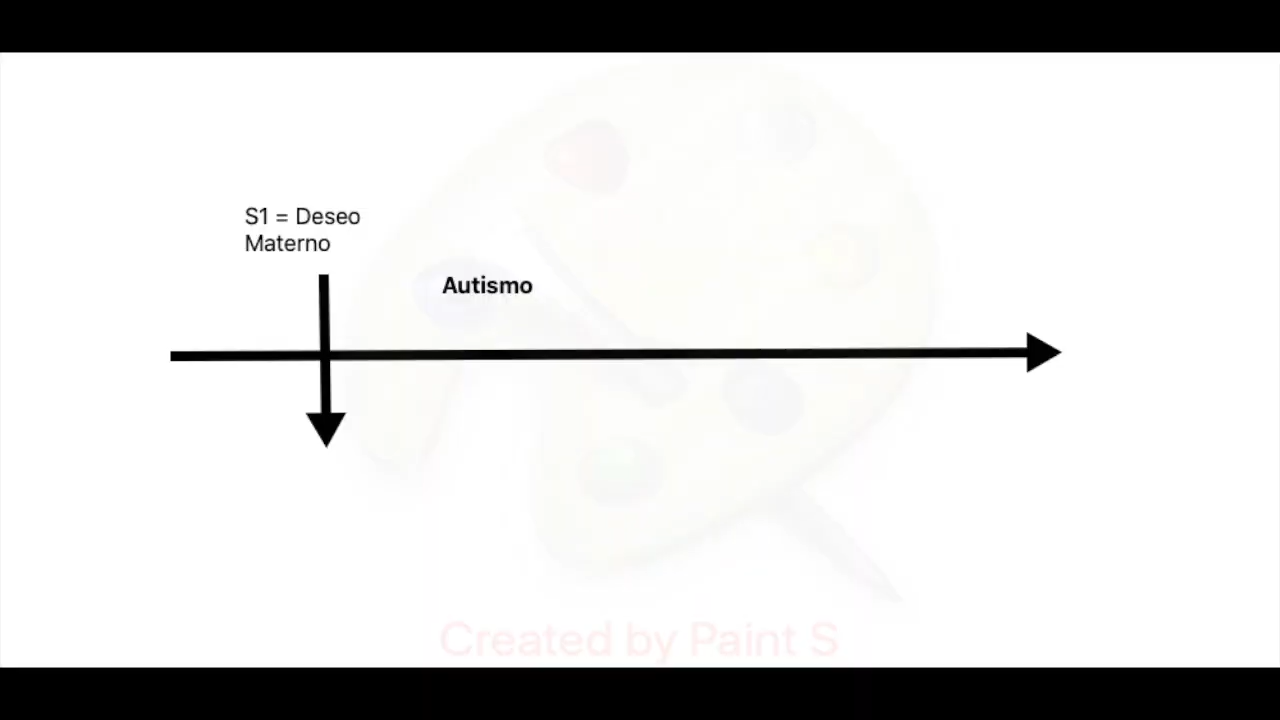 S1 = Deseo
Materno
Autismo
Created by Paint S